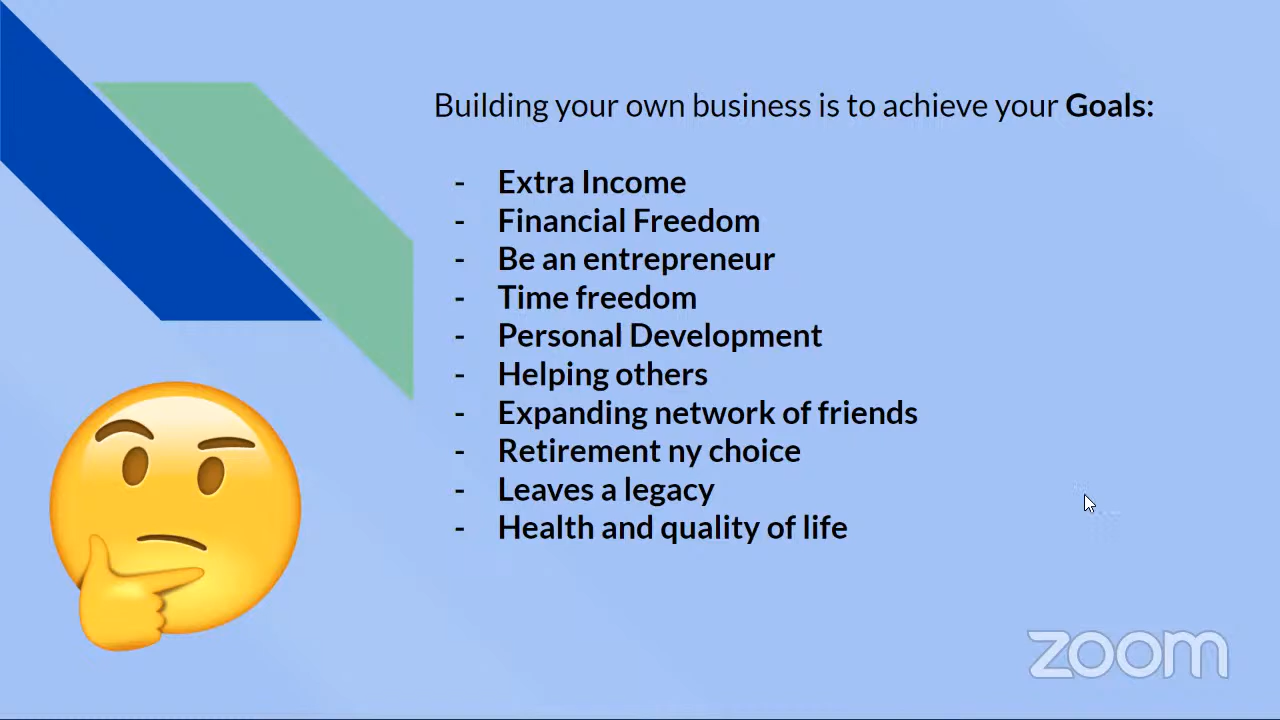 Building your own business is to achieve your Goals:
- Extra Income
- Financial Freedom
- Be an entrepreneur
- Time freedom
- Personal Development
- Helping others
- Expanding network of friends
- Retirement ny choice
- Leaves a legacy
- Health and quality of life
zoom